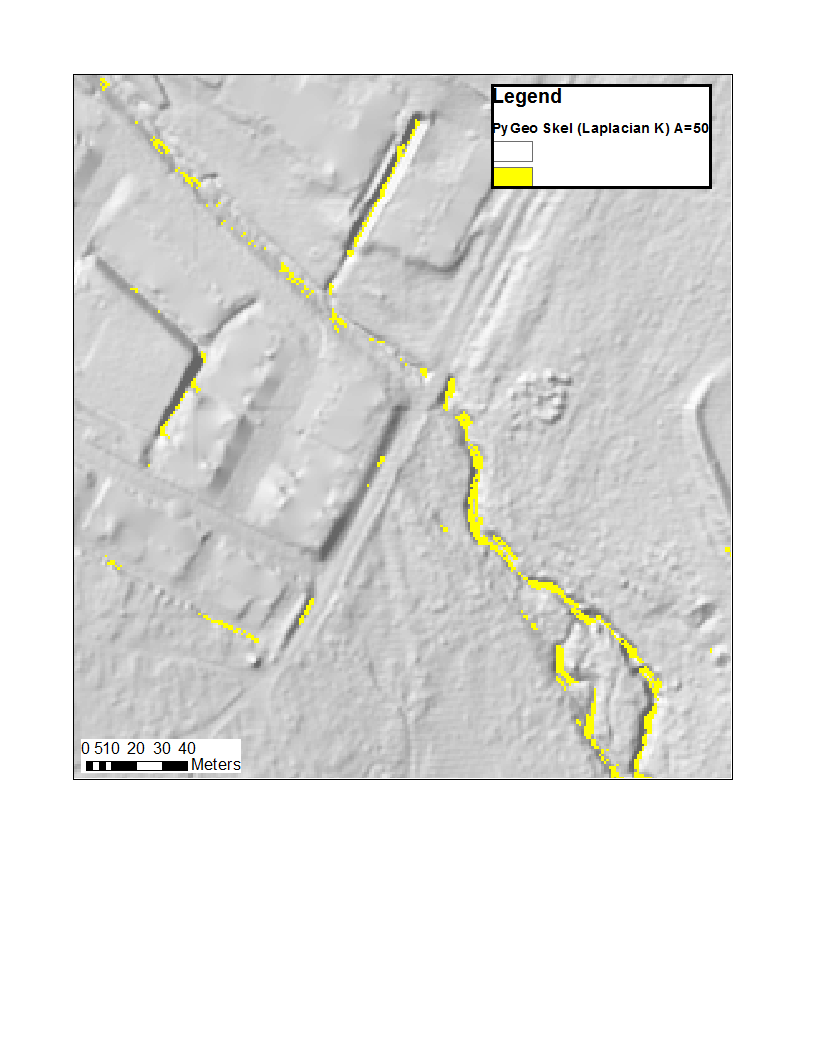 Legend
PyGeo Skel (Laplacian K) A=50
0 510 20 30 40
Meters